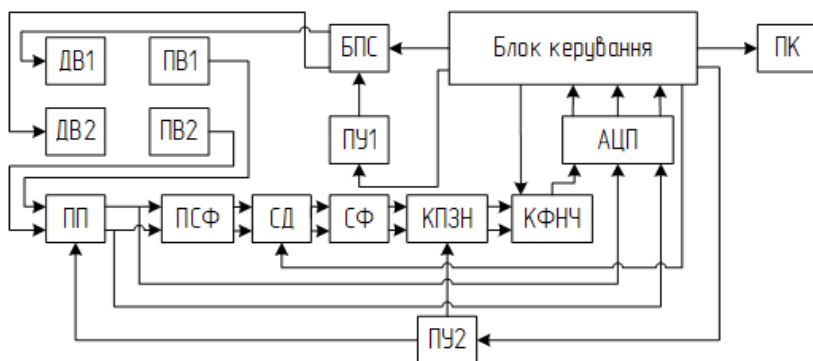 БПС
Блок керування
ПК
ДВ1
ПВ1
ДВ2
ПВ2
ПУ1
АЦП
ПП
ПСФ
СД
СФ
КПЗН
КФНЧ
ПУ2